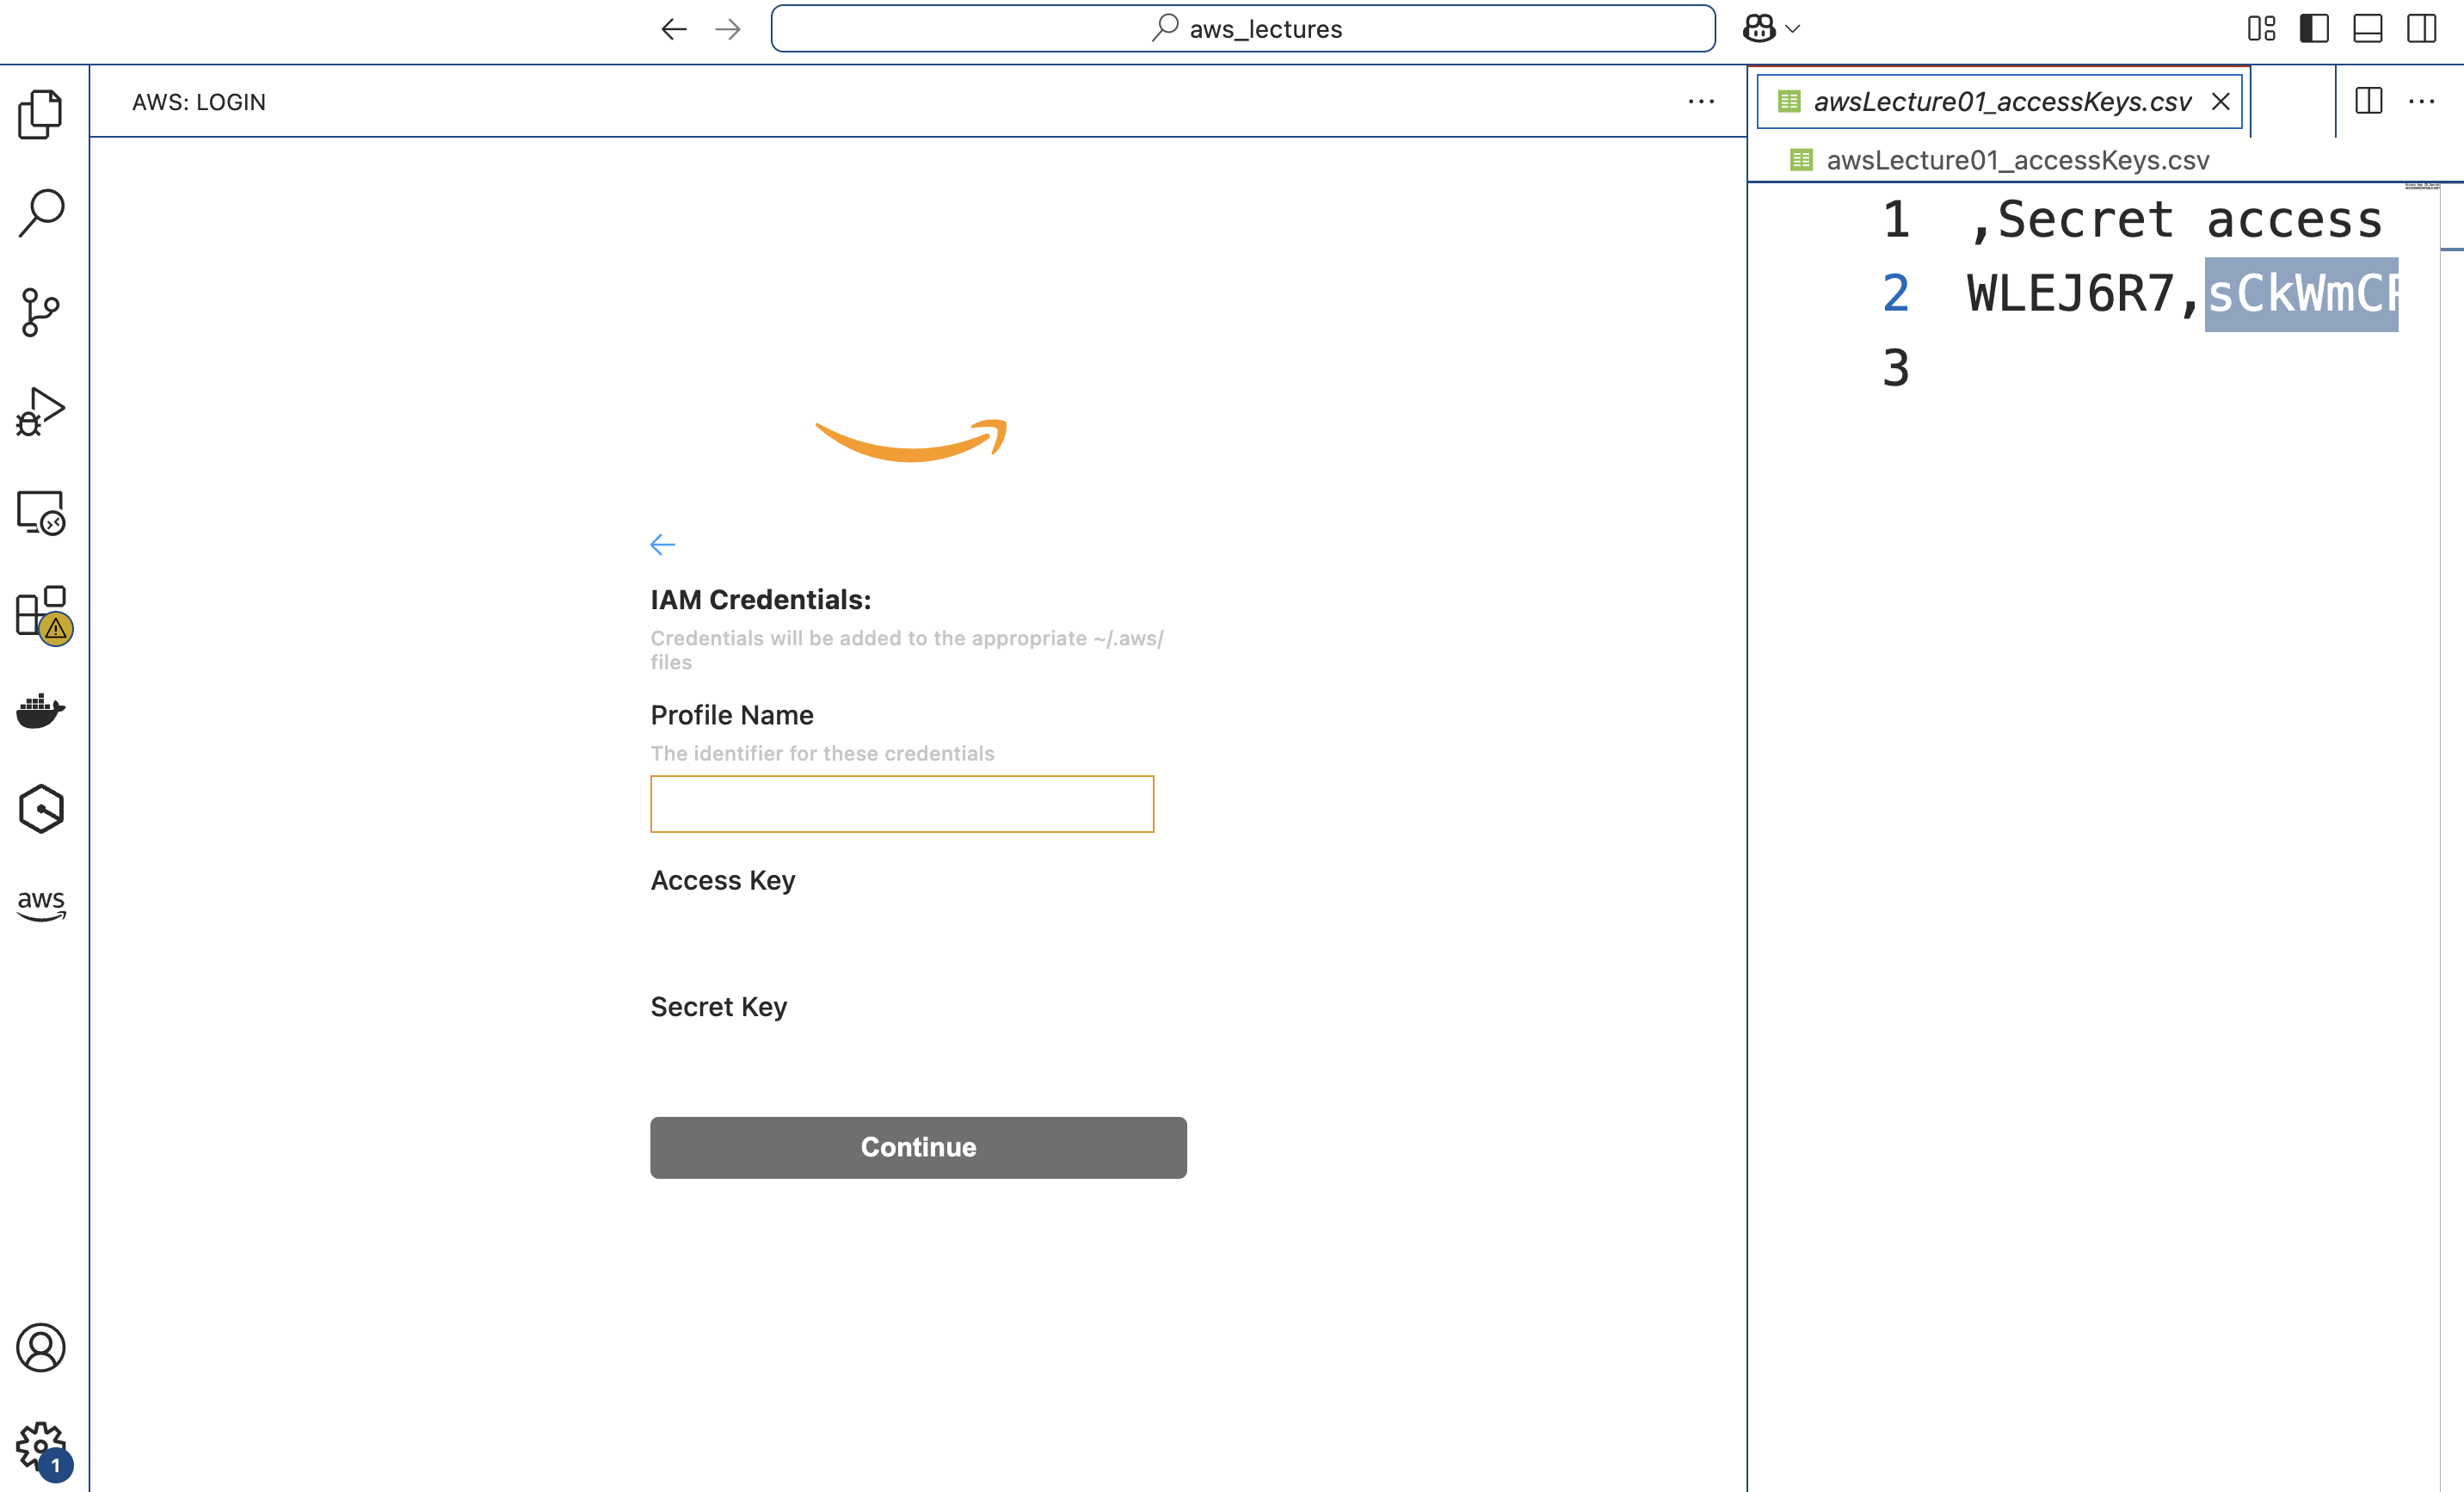 aws_lectures
AWS: LOGIN
IAM Credentials:
Credentials will be added to the appropriate ~/.aws/
files
Profile Name
The identifier for these credentials
Access Key
Secret Key
Continue
aws
1
awsLecture01_accessKeys.csv
awsLecture01_accessKeys.csv
1 ,Secret access
2 WLEJ6R7,sCkWmCF
3